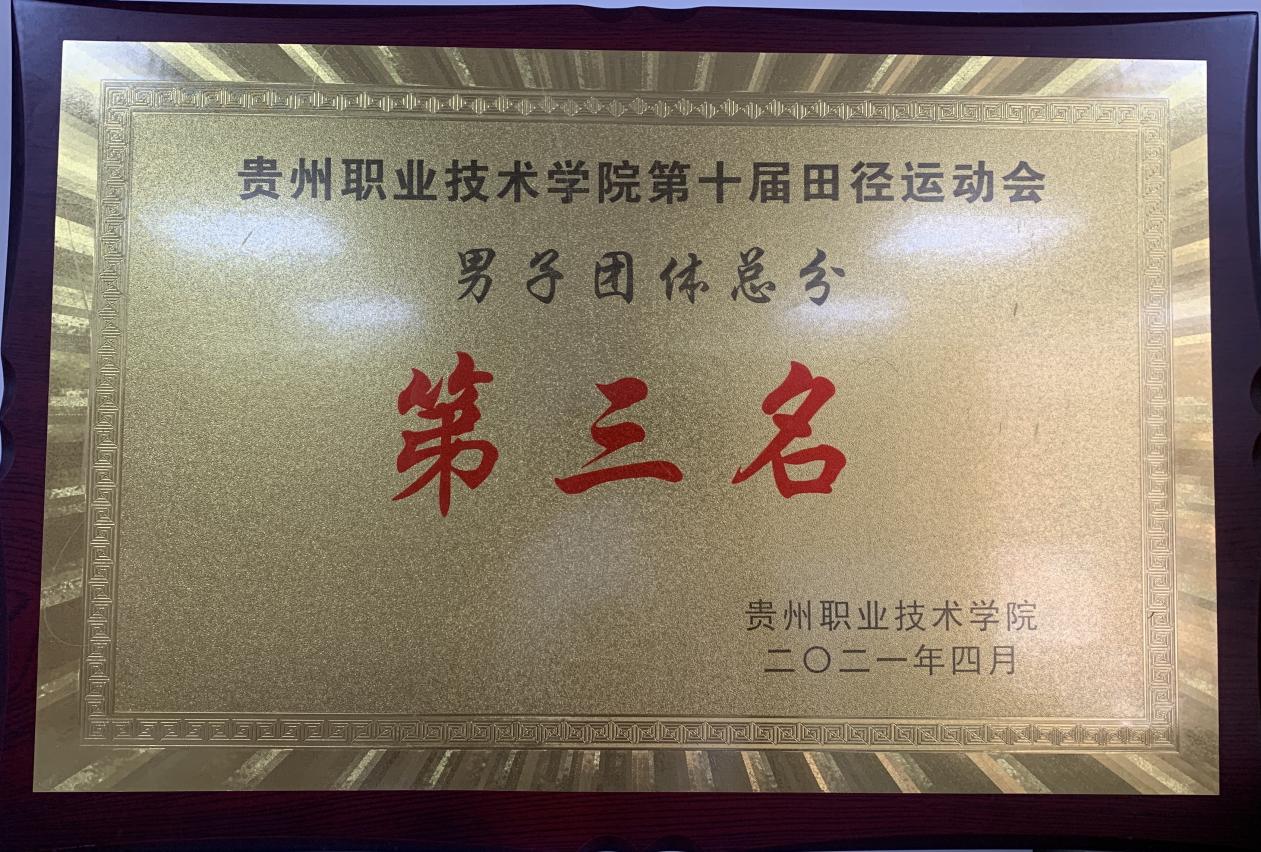 贵州职业技术学院第十届田径运动会
男子团体总分
第三名
贵州职业技术学院
二〇二一年四月